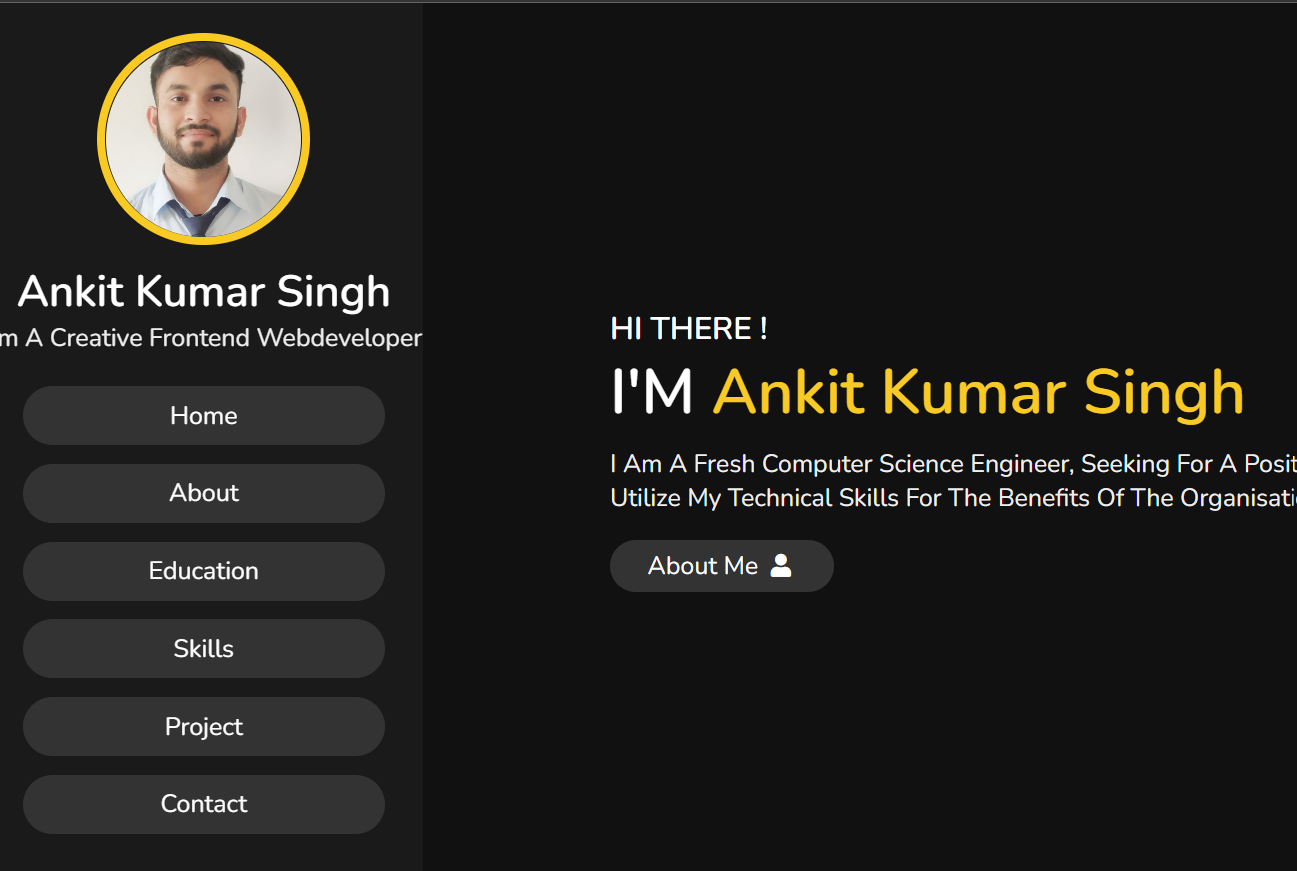 Ankit Kumar Singh
m A Creative Frontend Webdeveloper
Home
About
Education
Skills
Project
Contact
HI THERE !
I'M Ankit Kumar Singh
I Am A Fresh Computer Science Engineer, Seeking For A Posit
Utilize My Technical Skills For The Benefits Of The Organisati
About Me